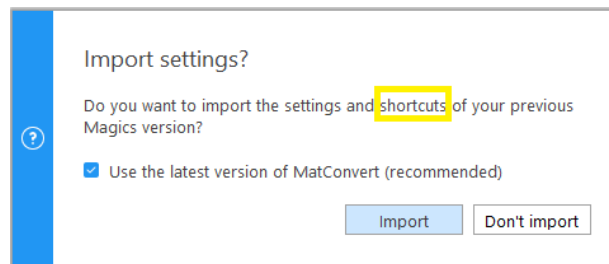 Import settings?
Do you want to import the settings and shortcuts of your previous
Magics version?
Use the latest version of MatConvert (recommended)
Import
Don't import